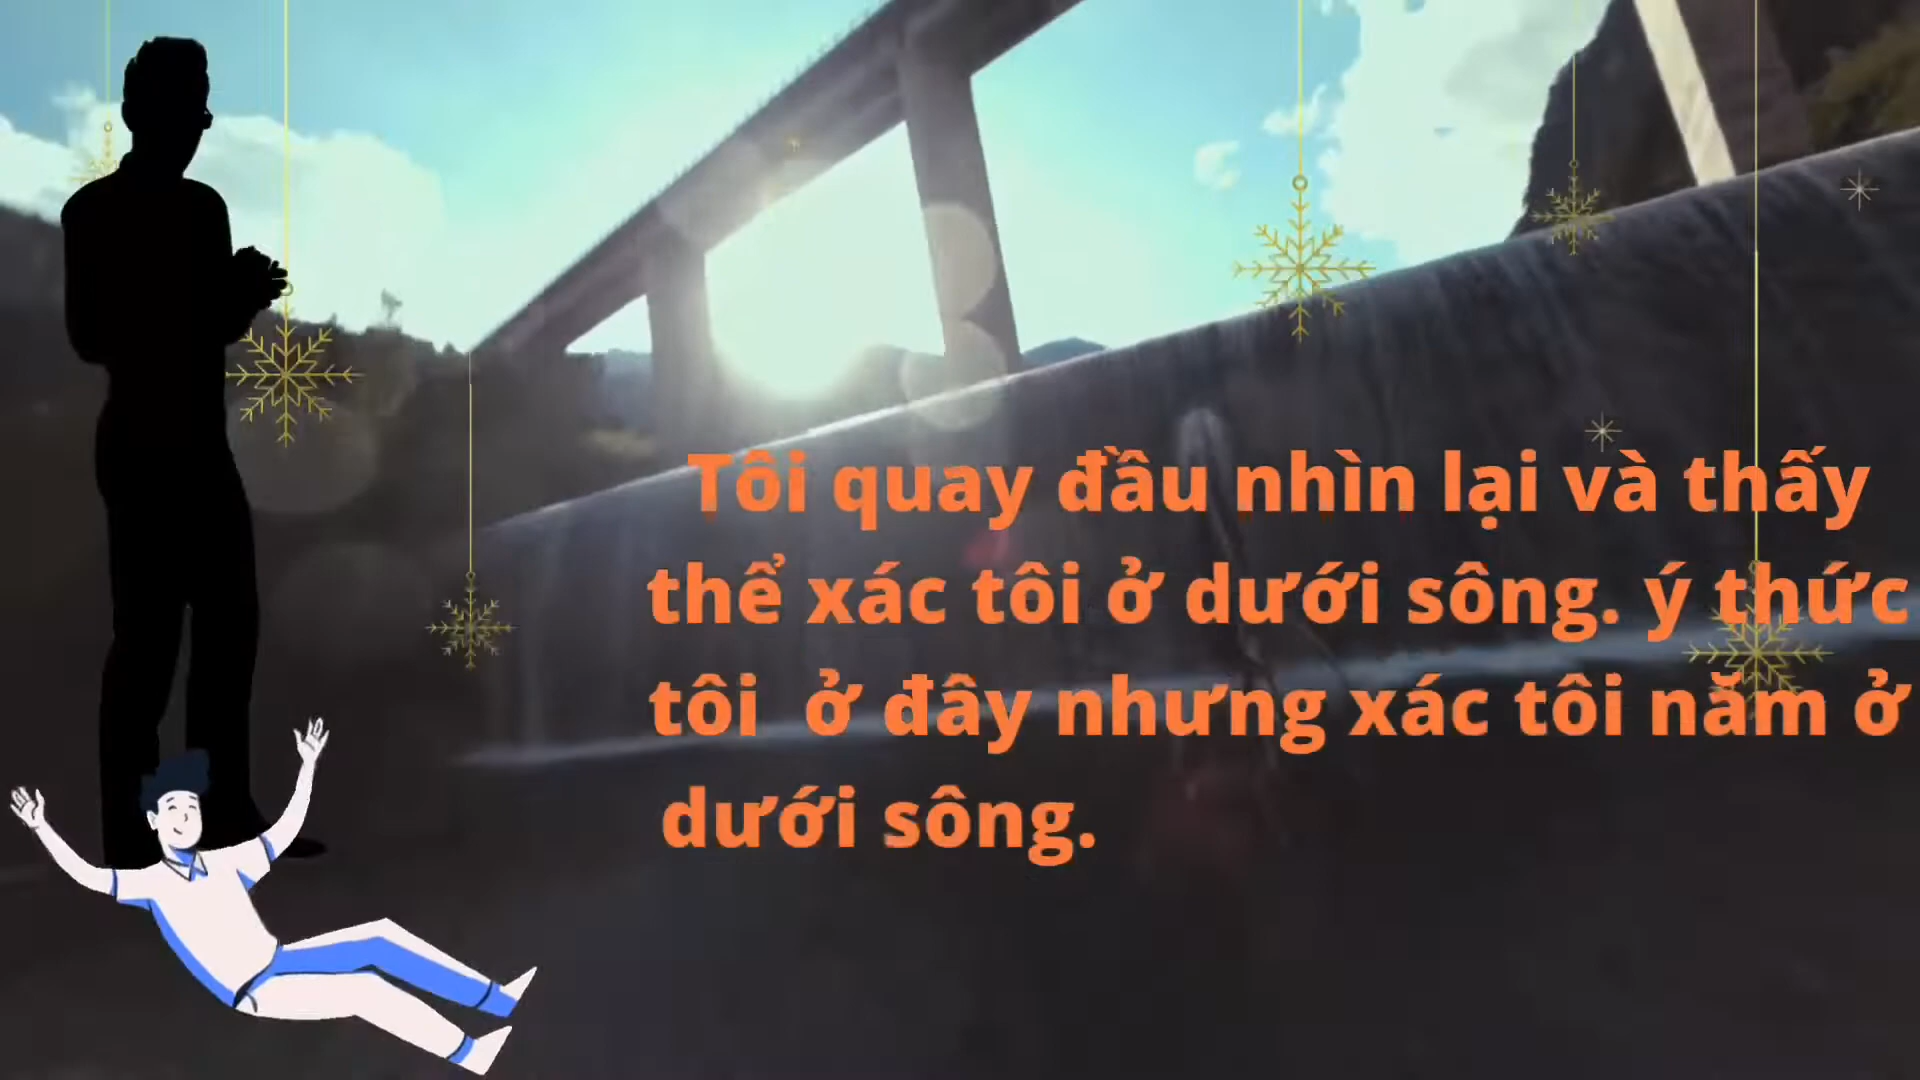 Tôi quay đầu nhìn lại và thấy
thể xác tôi ở dưới sông. ý thức
tôi  ở đây nhưng xác tôi nằm ở
dưới sông.